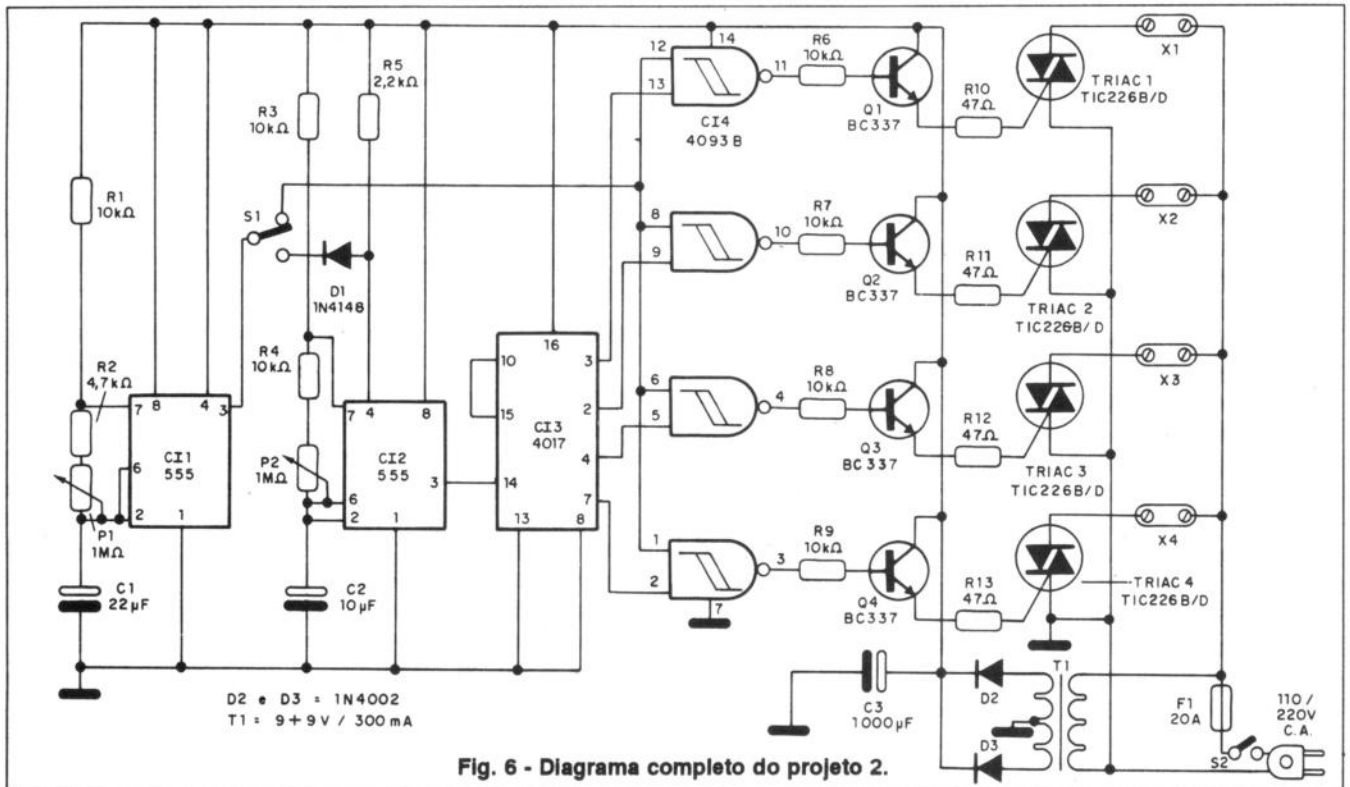 R1
10kΩ
R2
4,7kΩ
P1
1MΩ
C1
22µF
7
8
4
3
6
2
1
CI1
555
S1
D1
1N4148
R3
10kΩ
R5
2,2kΩ
R4
10kΩ
P2
1MΩ
C2
10µF
7
4
8
6
2
3
1
CI2
555
10
15
14
16
13
8
3
2
4
7
CI3
4017
12
13
14
11
CI4
4093B
8
9
10
6
5
4
1
2
3
7
R6
10kΩ
R7
10kΩ
R8
10kΩ
R9
10kΩ
Q1
BC337
Q2
BC337
Q3
BC337
Q4
BC337
R10
47Ω
R11
47Ω
R12
47Ω
R13
47Ω
TRIAC 1
TIC226B/D
TRIAC 2
TIC226B/D
TRIAC 3
TIC226B/D
TRIAC 4
TIC226B/D
X1
X2
X3
X4
C3
1000µF
D2
D3
T1
F1
20A
S2
110/
220V
C.A.
D2 e D3 = 1N4002
T1 = 9+9V / 300mA
Fig. 6 - Diagrama completo do projeto 2.